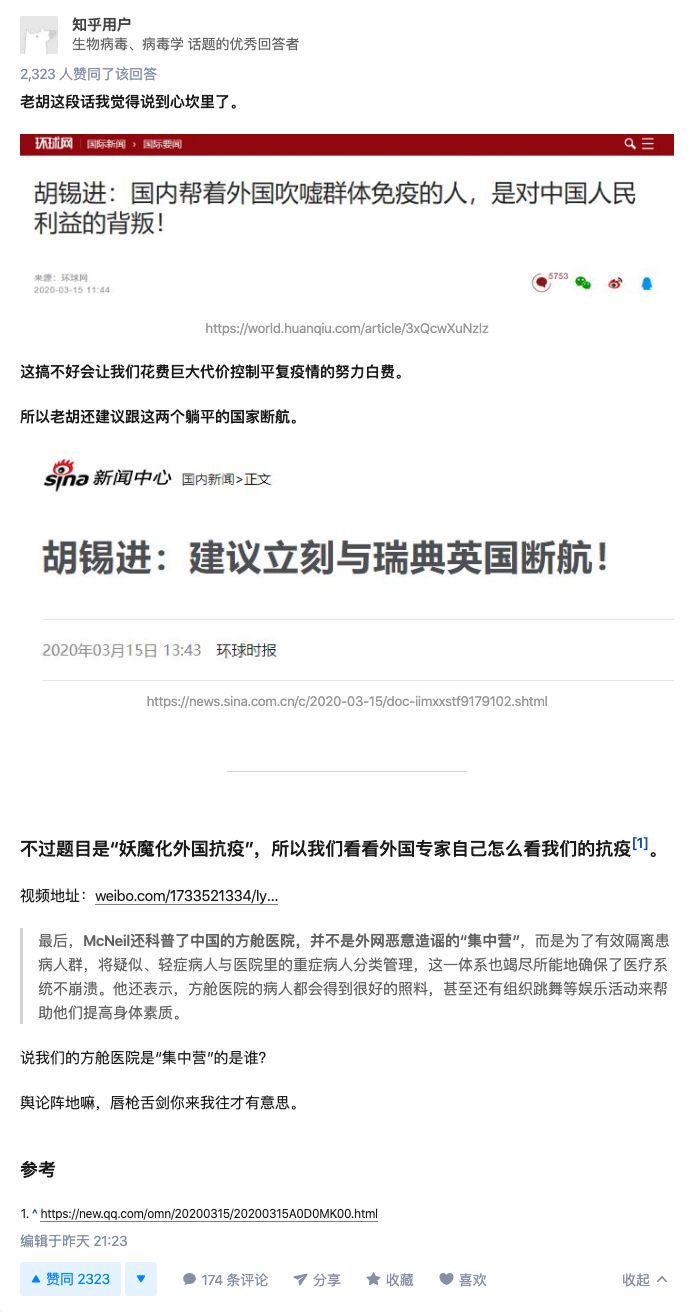 知乎用户
生物病毒、病毒学 话题的优秀回答者
2,323 人赞同了该回答
老胡这段话我觉得说到心坎里了。
环球网 国际新闻 › 国际要闻
胡锡进：国内帮着外国吹嘘群体免疫的人，是对中国人民
利益的背叛！
来源：环球网
2020-03-15 11:44
5753
https://world.huanqiu.com/article/3xQcwXuNzlz
这搞不好会让我们花费巨大代价控制平复疫情的努力白费。
所以老胡还建议跟这两个躺平的国家断航。
sina 新闻中心 国内新闻>正文
胡锡进：建议立刻与瑞典英国断航！
2020年03月15日 13:43 环球时报
https://news.sina.com.cn/c/2020-03-15/doc-iimxxstf9179102.shtml
不过题目是“妖魔化外国抗疫”，所以我们看看外国专家自己怎么看我们的抗疫[1]。
视频地址：weibo.com/1733521334/ly...
最后，McNeil还科普了中国的方舱医院，并不是外网恶意造谣的“集中营”，而是为了有效隔离患
病人群，将疑似、轻症病人与医院里的重症病人分类管理，这一体系也竭尽所能地确保了医疗系
统不崩溃。他还表示，方舱医院的病人都会得到很好的照料，甚至还有组织跳舞等娱乐活动来帮
助他们提高身体素质。
说我们的方舱医院是“集中营”的是谁?
舆论阵地嘛，唇枪舌剑你来我往才有意思。
参考
1. ^ https://new.qq.com/omn/20200315/20200315A0D0MK00.html
编辑于昨天 21:23
赞同 2323 174 条评论 分享 收藏 喜欢 收起